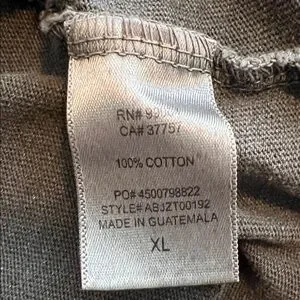 RN#
CA# 37757
100% COTTON
PO# 4500798822
STYLE# ABJZT00192
MADE IN GUATEMALA
XL